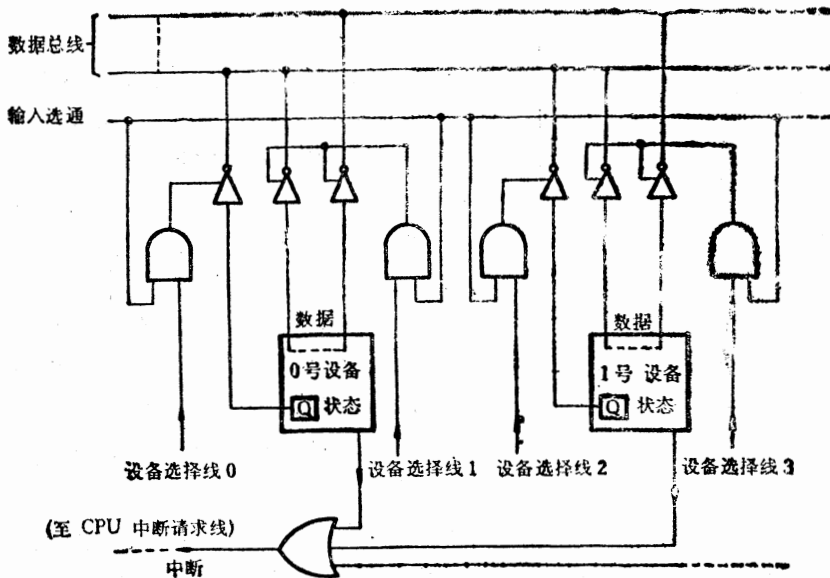 数据总线
输入选通
数据
数据
0号设备
1号 设备
Q 状态
Q 状态
设备选择线0
设备选择线1
设备选择线2
设备选择线3
(至 CPU 中断请求线)
中断